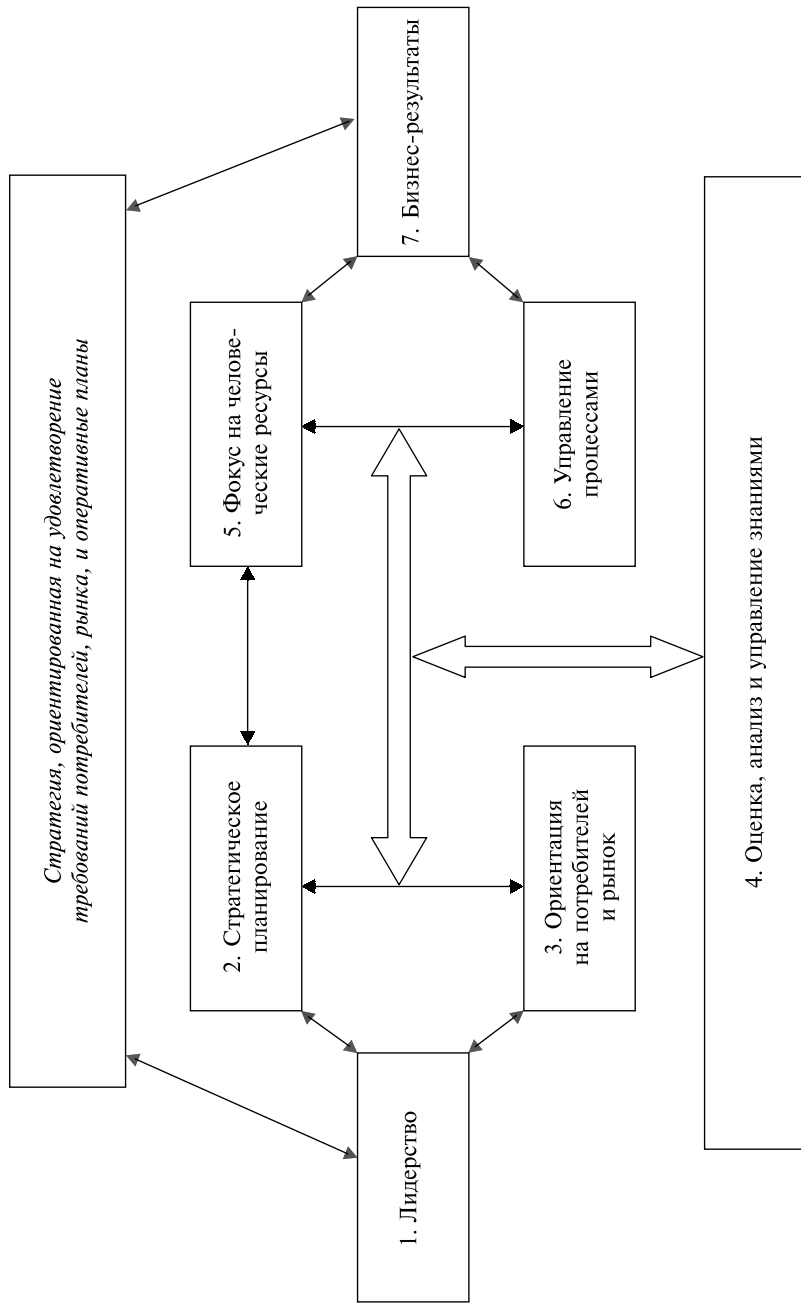 Стратегия, ориентированная на удовлетворение
требований потребителей, рынка, и оперативные планы
1. Лидерство
2. Стратегическое
планирование
3. Ориентация
на потребителей
и рынок
5. Фокус на челове-
ческие ресурсы
6. Управление
процессами
7. Бизнес-результаты
4. Оценка, анализ и управление знаниями